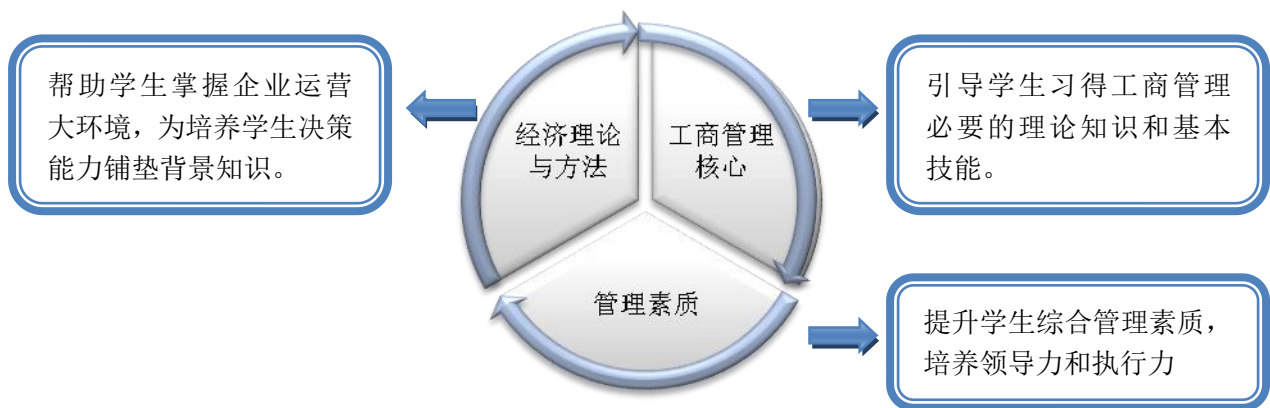 帮助学生掌握企业运营
大环境，为培养学生决策
能力铺垫背景知识。
经济理论
与方法
工商管理
核心
引导学生习得工商管理
必要的理论知识和基本
技能。
管理素质
提升学生综合管理素质，
培养领导力和执行力